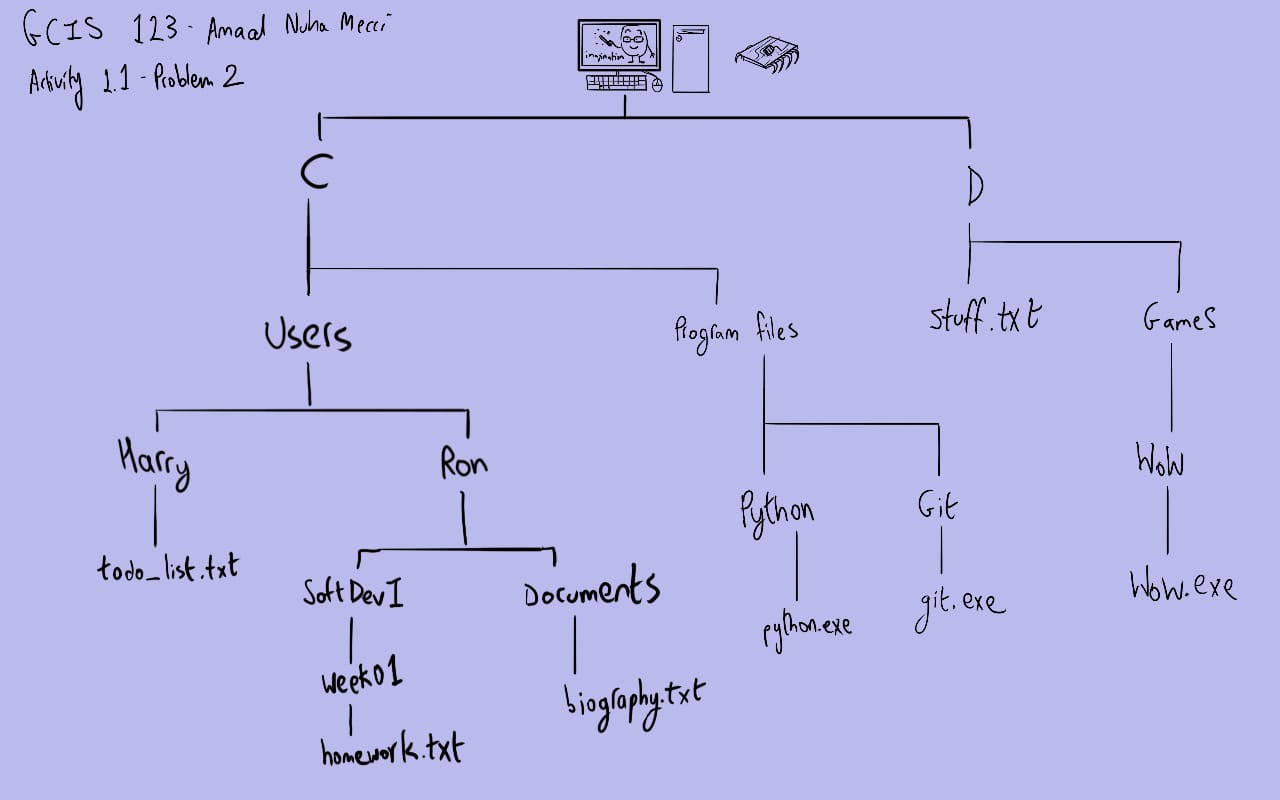 GCIS 123 - Amaal Nuha Mecci
Activity 1.1 - Problem 2
imagination
C
D
Users
Program files
stuff.txt
Games
Harry
Ron
Python
Git
WoW
todo_list.txt
SoftDevI
Documents
python.exe
git.exe
WoW.exe
week01
biography.txt
homework.txt